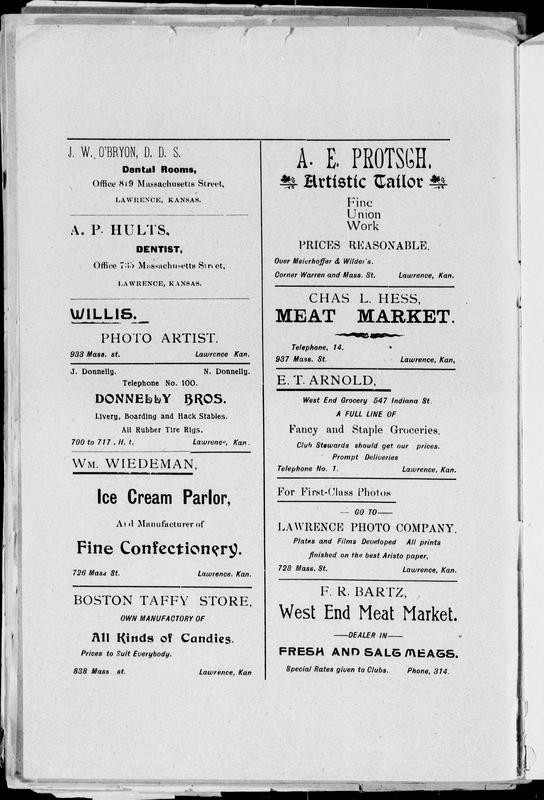 J. W. O'BRYON, D. D. S.
Dental Rooms,
Office 819 Massachusetts Street,
LAWRENCE, KANSAS.
A. P. HULTS,
DENTIST,
Office 735 Massachusetts Street,
LAWRENCE, KANSAS.
WILLIS.
PHOTO ARTIST.
933 Mass. st. Lawrence Kan.
J. Donnelly. N. Donnelly.
Telephone No. 100.
DONNELLY BROS.
Livery, Boarding and Hack Stables.
All Rubber Tire Rigs.
700 to 717 . H. t. Lawrence, Kan.
WM. WIEDEMAN,
Ice Cream Parlor,
And Manufacturer of
Fine Confectionery.
726 Mass St. Lawrence. Kan.
BOSTON TAFFY STORE,
OWN MANUFACTORY OF
All Kinds of Candies.
Prices to Suit Everybody.
838 Mass. st. Lawrence, Kan
A. E. PROTSCH,
Artistic Tailor
Fine
Union
Work
PRICES REASONABLE.
Over Meierhoffer & Wilder's.
Corner Warren and Mass. St. Lawrence, Kan.
CHAS L. HESS,
MEAT MARKET.
Telephone, 14.
937 Mass. St. Lawrence, Kan,
E. T. ARNOLD,
West End Grocery 547 Indiana St.
A FULL LINE OF
Fancy and Staple Groceries.
Club Stewards should get our prices.
Prompt Deliveries
Telephone No. 1. Lawrence, Kan.
For First-Class Photos
— GO TO—
LAWRENCE PHOTO COMPANY.
Plates and Films Developed All prints
finished on the best Aristo paper,
728 Mass. St. Lawrence, Kan.
F. R. BARTZ,
West End Meat Market.
—DEALER IN—
FRESH AND SALT MEATS.
Special Rates given to Clubs. Phone, 314.